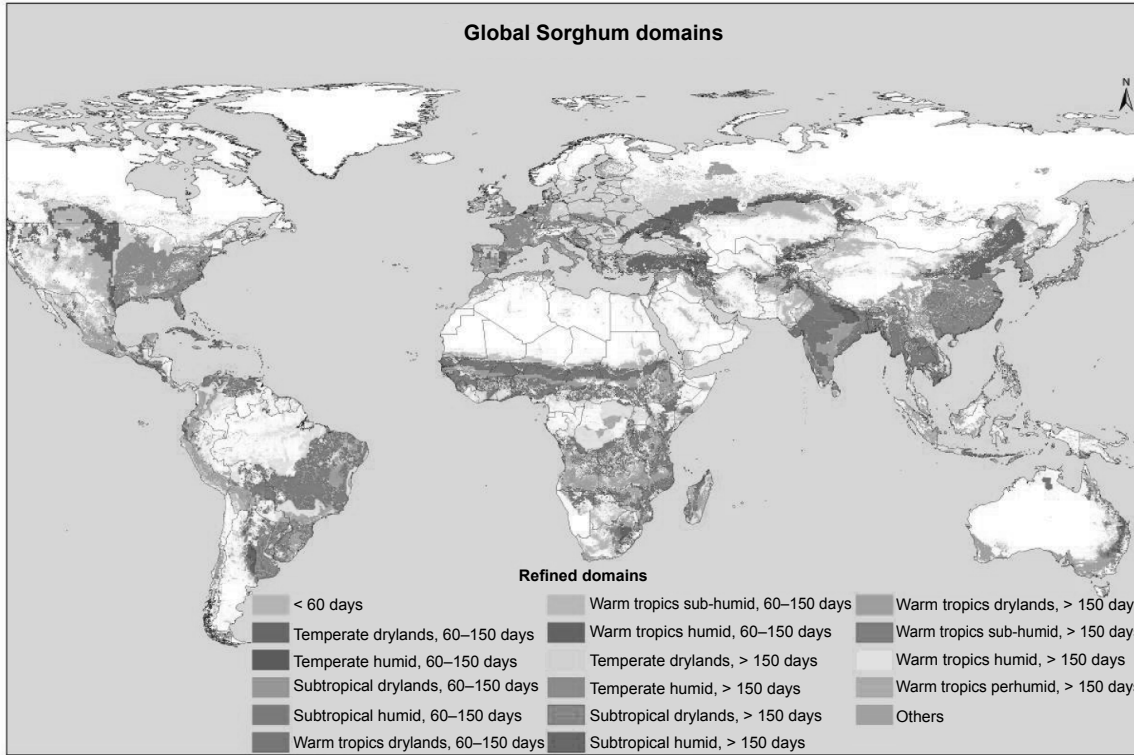 Global Sorghum domains
N
Refined domains
< 60 days
Temperate drylands, 60–150 days
Temperate humid, 60–150 days
Subtropical drylands, 60–150 days
Subtropical humid, 60–150 days
Warm tropics drylands, 60–150 days
Warm tropics sub-humid, 60–150 days
Warm tropics humid, 60–150 days
Temperate drylands, > 150 days
Temperate humid, > 150 days
Subtropical drylands, > 150 days
Subtropical humid, > 150 days
Warm tropics drylands, > 150 day
Warm tropics sub-humid, > 150 day
Warm tropics humid, > 150 days
Warm tropics perhumid, > 150 day
Others